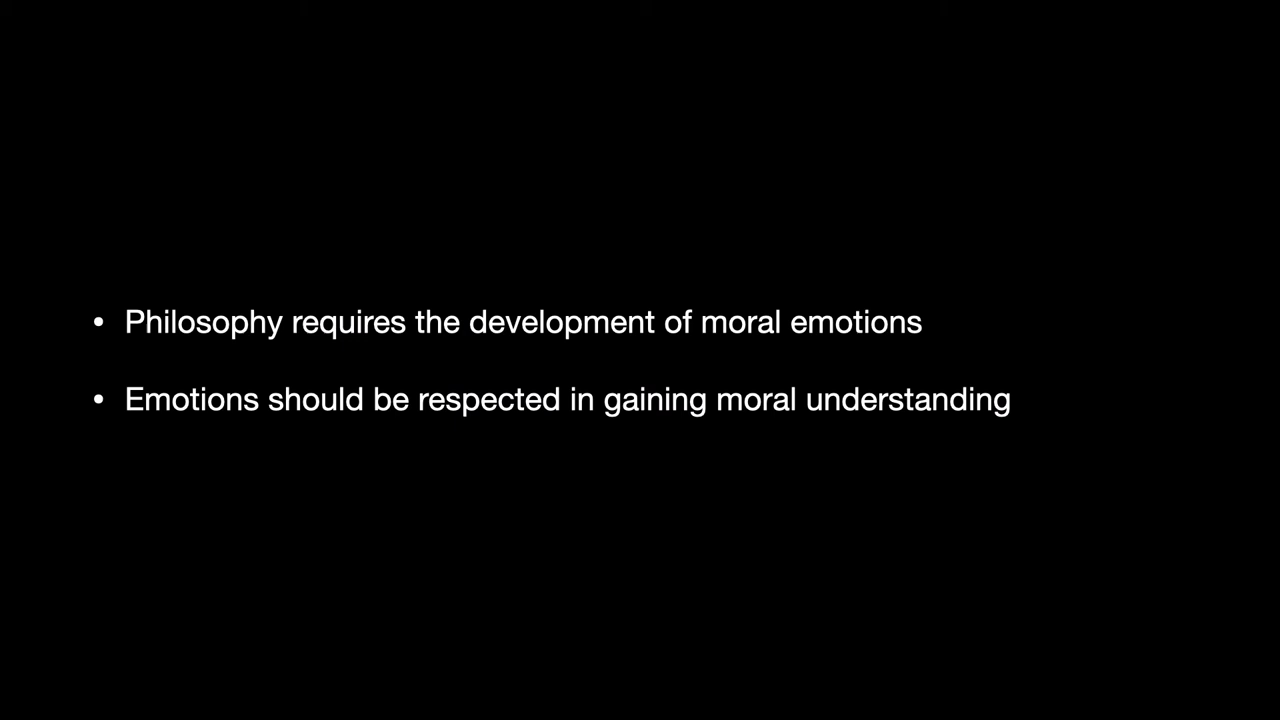 • Philosophy requires the development of moral emotions
• Emotions should be respected in gaining moral understanding